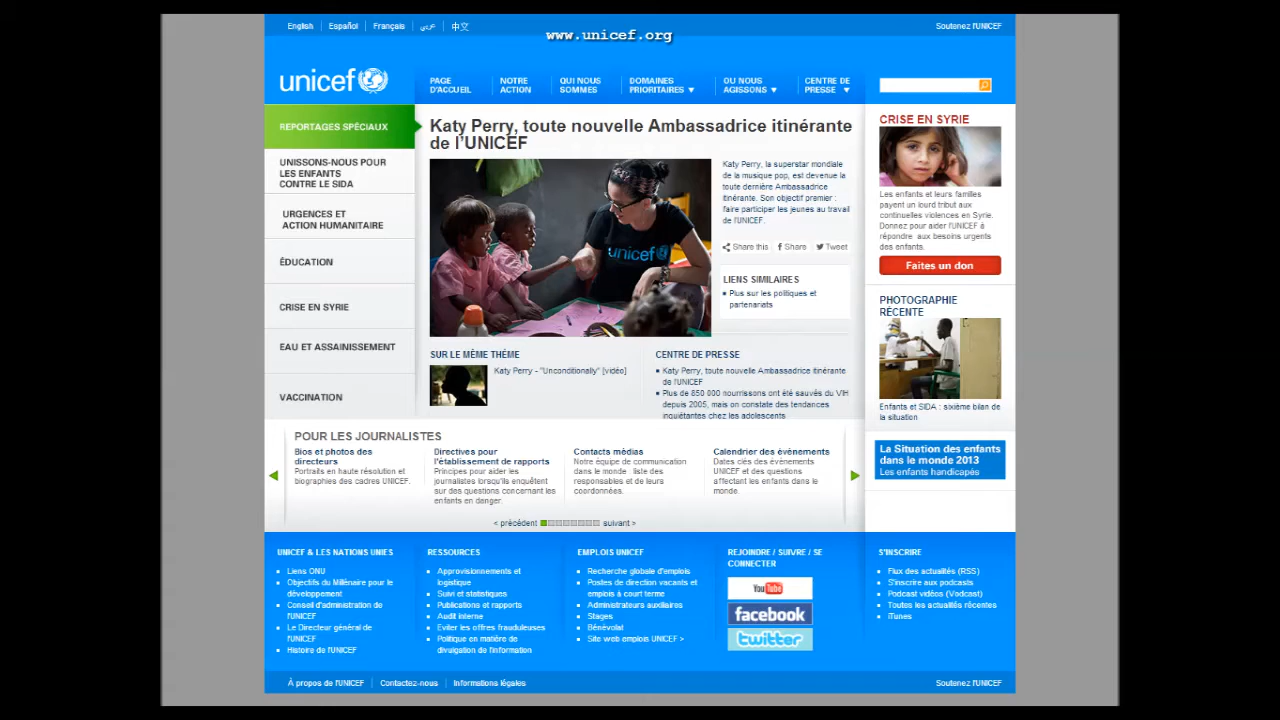 English
Español
Français
عربي
中文
www.unicef.org
Soutenez l'UNICEF
unicef
PAGE
D'ACCUEIL
NOTRE
ACTION
QUI NOUS
SOMMES
DOMAINES
PRIORITAIRES
OU NOUS
AGISSONS
CENTRE DE
PRESSE
REPORTAGES SPÉCIAUX
UNISSONS-NOUS POUR
LES ENFANTS
CONTRE LE SIDA
URGENCES ET
ACTION HUMANITAIRE
ÉDUCATION
CRISE EN SYRIE
EAU ET ASSAINISSEMENT
VACCINATION
Katy Perry, toute nouvelle Ambassadrice itinérante
de l'UNICEF
unicef
Katy Perry, la superstar mondiale
de la musique pop, est devenue la
toute dernière Ambassadrice
itinérante. Son objectif premier :
faire participer les jeunes au travail
de l'UNICEF.
Share this
Share
Tweet
LIENS SIMILAIRES
Plus sur les politiques et
partenariats
SUR LE MÊME THÈME
Katy Perry - "Unconditionally" [vidéo]
CENTRE DE PRESSE
Katy Perry, toute nouvelle Ambassadrice itinérante
de l'UNICEF
Plus de 850 000 nourrissons ont été sauvés du VIH
depuis 2005, mais on constate des tendances
inquiétantes chez les adolescents
CRISE EN SYRIE
Les enfants et leurs familles
payent un lourd tribut aux
continuelles violences en Syrie.
Donnez pour aider l'UNICEF à
répondre aux besoins urgents
des enfants.
Faites un don
PHOTOGRAPHIE
RÉCENTE
Enfants et SIDA : sixième bilan de
la situation
La Situation des enfants
dans le monde 2013
Les enfants handicapés
POUR LES JOURNALISTES
Bios et photos des
directeurs
Portraits en haute résolution et
biographies des cadres UNICEF.
Directives pour
l'établissement de rapports
Principes pour aider les
journalistes lorsqu'ils enquêtent
sur des questions concernant les
enfants en danger.
Contacts médias
Notre équipe de communication
dans le monde liste des
responsables et de leurs
coordonnées.
Calendrier des évènements
Dates clés des évènements
UNICEF et des questions
affectant les enfants dans le
monde.
< précédent
suivant >
UNICEF & LES NATIONS UNIES
Liens ONU
Objectifs du Millénaire pour le
développement
Conseil d'administration de
l'UNICEF
Le Directeur général de
l'UNICEF
Histoire de l'UNICEF
RESSOURCES
Approvisionnements et
logistique
Suivi et statistiques
Publications et rapports
Audit interne
Eviter les offres frauduleuses
Politique en matière de
divulgation de l'information
EMPLOIS UNICEF
Recherche globale d'emplois
Postes de direction vacants et
emplois à court terme
Administrateurs auxiliaires
Stages
Bénévolat
Site web emplois UNICEF >
REJOINDRE / SUIVRE / SE
CONNECTER
YouTube
facebook
twitter
S'INSCRIRE
Flux des actualités (RSS)
S'inscrire aux podcasts
Podcast vidéos (Vodcast)
Toutes les actualités récentes
iTunes
À propos de l'UNICEF
Contactez-nous
Informations légales
Soutenez l'UNICEF